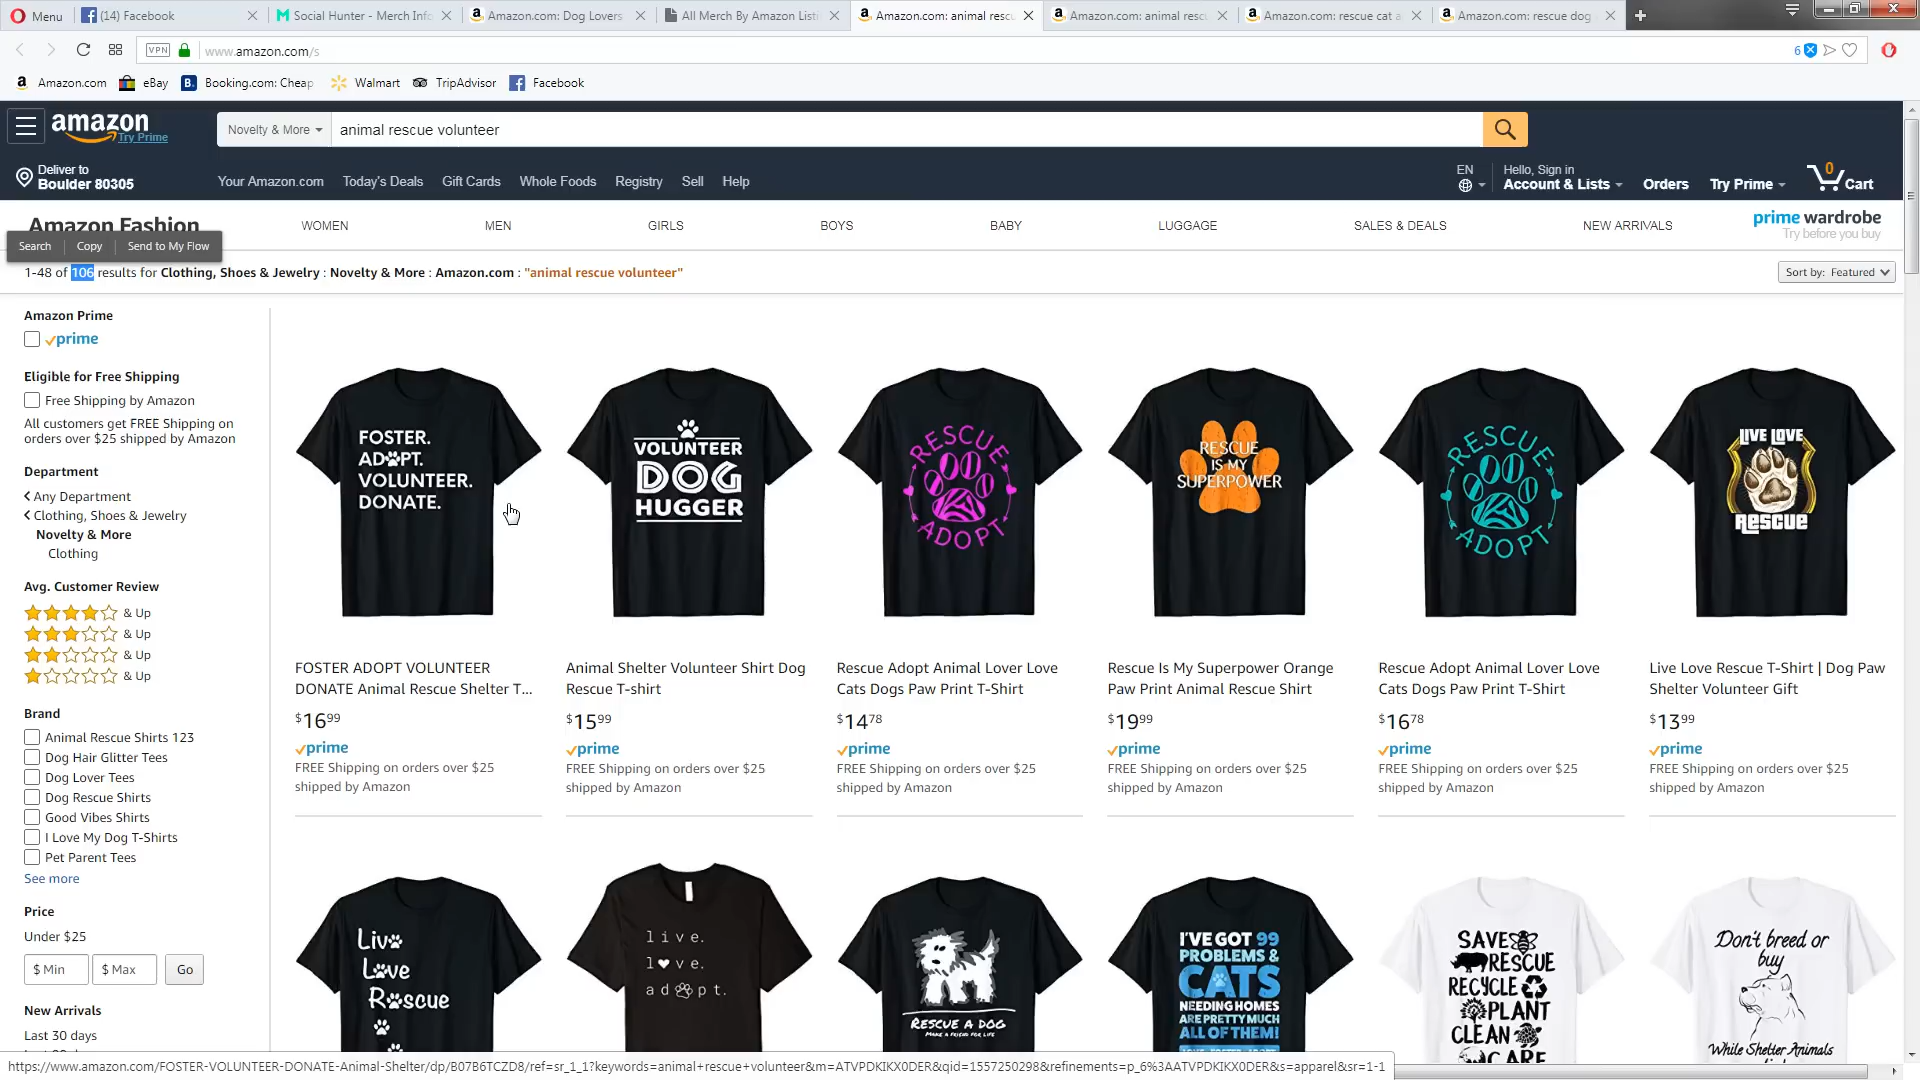 Menu
(14) Facebook
Social Hunter - Merch Info
Amazon.com: Dog Lovers
All Merch By Amazon Listi
Amazon.com: animal rescu
Amazon.com: animal rescu
Amazon.com: rescue cat a
Amazon.com: rescue dog
VPN
www.amazon.com/s
6
Amazon.com
eBay
Booking.com: Cheap
Walmart
TripAdvisor
Facebook
amazon
Try Prime
Novelty & More
animal rescue volunteer
Deliver to
Boulder 80305
Your Amazon.com
Today's Deals
Gift Cards
Whole Foods
Registry
Sell
Help
EN
Hello, Sign in
Account & Lists
Orders
Try Prime
0
Cart
Amazon Fashion
WOMEN
MEN
GIRLS
BOYS
BABY
LUGGAGE
SALES & DEALS
NEW ARRIVALS
prime wardrobe
Try before you buy
Search
Copy
Send to My Flow
1-48 of 106 results for Clothing, Shoes & Jewelry : Novelty & More : Amazon.com : "animal rescue volunteer"
Sort by: Featured
Amazon Prime
prime
Eligible for Free Shipping
Free Shipping by Amazon
All customers get FREE Shipping on
orders over $25 shipped by Amazon
Department
Any Department
Clothing, Shoes & Jewelry
Novelty & More
Clothing
Avg. Customer Review
& Up
& Up
& Up
& Up
Brand
Animal Rescue Shirts 123
Dog Hair Glitter Tees
Dog Lover Tees
Dog Rescue Shirts
Good Vibes Shirts
I Love My Dog T-Shirts
Pet Parent Tees
See more
Price
Under $25
$ Min
$ Max
Go
New Arrivals
Last 30 days
FOSTER.
ADOPT.
VOLUNTEER.
DONATE.
FOSTER ADOPT VOLUNTEER
DONATE Animal Rescue Shelter T...
$16 99
prime
FREE Shipping on orders over $25
shipped by Amazon
VOLUNTEER
DOG
HUGGER
Animal Shelter Volunteer Shirt Dog
Rescue T-shirt
$15 99
prime
FREE Shipping on orders over $25
shipped by Amazon
RESCUE
ADOPT
Rescue Adopt Animal Lover Love
Cats Dogs Paw Print T-Shirt
$14 78
prime
FREE Shipping on orders over $25
shipped by Amazon
RESCUE
IS MY
SUPERPOWER
Rescue Is My Superpower Orange
Paw Print Animal Rescue Shirt
$19 99
prime
FREE Shipping on orders over $25
shipped by Amazon
RESCUE
ADOPT
Rescue Adopt Animal Lover Love
Cats Dogs Paw Print T-Shirt
$16 78
prime
FREE Shipping on orders over $25
shipped by Amazon
LIVE LOVE
RESCUE
Live Love Rescue T-Shirt | Dog Paw
Shelter Volunteer Gift
$13 99
prime
FREE Shipping on orders over $25
shipped by Amazon
Live
Love
Rescue
live.
love.
adopt.
RESCUE A DOG
MAKE A FRIEND FOR LIFE
I'VE GOT 99
PROBLEMS &
CATS
NEEDING HOMES
ARE PRETTY MUCH
ALL OF THEM!
SAVE
RESCUE
RECYCLE
PLANT
CLEAN
CARE
Don't breed or
buy
While Shelter Animals
https://www.amazon.com/FOSTER-VOLUNTEER-DONATE-Animal-Shelter/dp/B07B6TCZD8/ref=sr_1_1?keywords=animal+rescue+volunteer&m=ATVPDKIKX0DER&qid=1557250298&refinements=p_6%3AATVPDKIKX0DER&s=apparel&sr=1-1